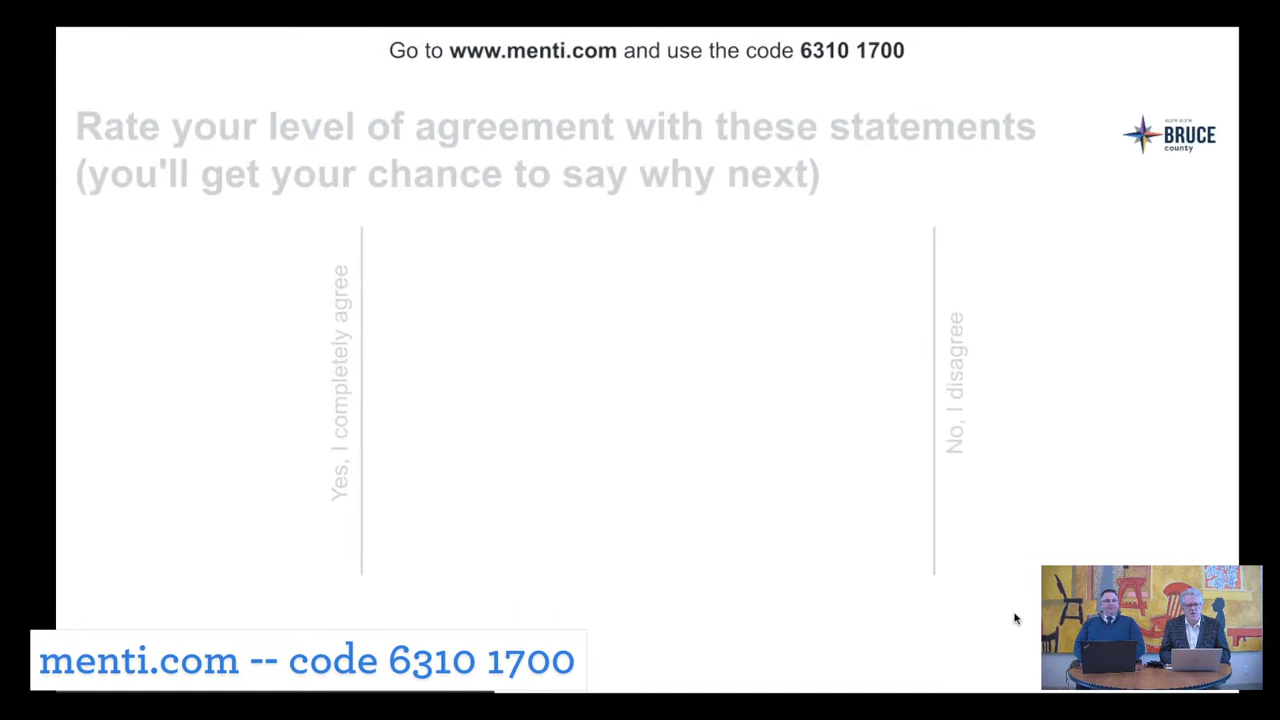 Go to www.menti.com and use the code 6310 1700
Rate your level of agreement with these statements
(you'll get your chance to say why next)
BRUCE
county
Yes, I completely agree
No, I disagree
menti.com -- code 6310 1700